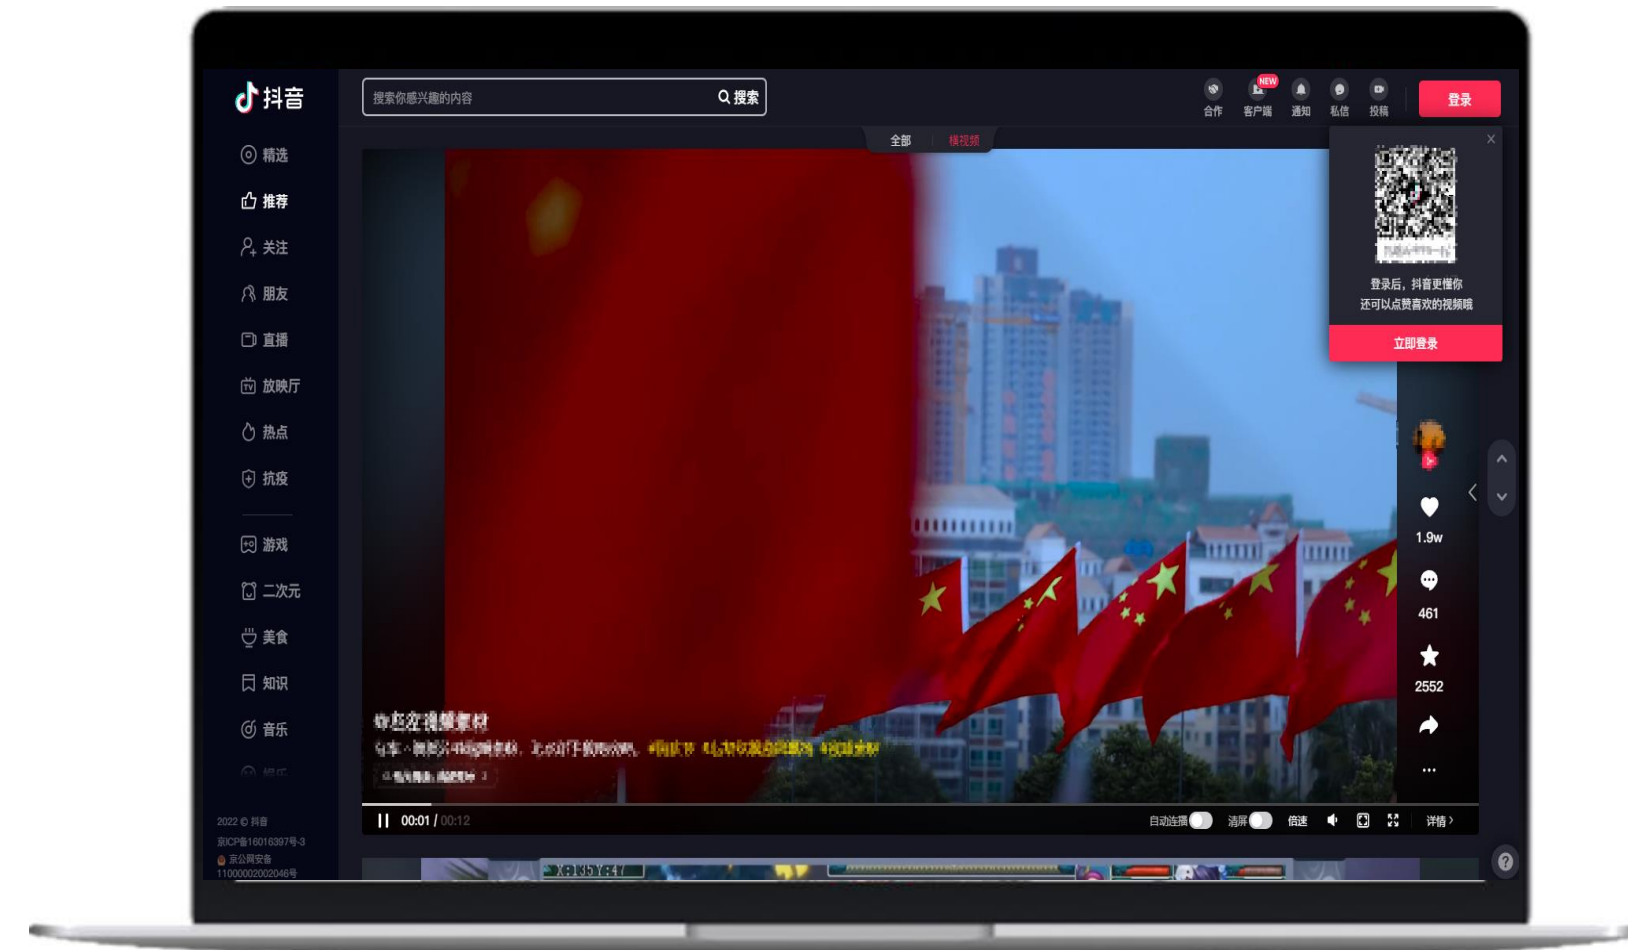 抖音
搜索你感兴趣的内容
搜索
合作
NEW
客户端
通知
私信
投稿
登录
全部
横视频
精选
推荐
关注
朋友
直播
TV
放映厅
热点
抗疫
游戏
二次元
美食
知识
音乐
娱乐
2022 © 抖音
京ICP备16016397号-3
京公网安备
11000002002046号
登录后，抖音更懂你
还可以点赞喜欢的视频哦
立即登录
1.9w
461
2552
00:01 / 00:12
自动连播
清屏
倍速
详情
X:135Y:47